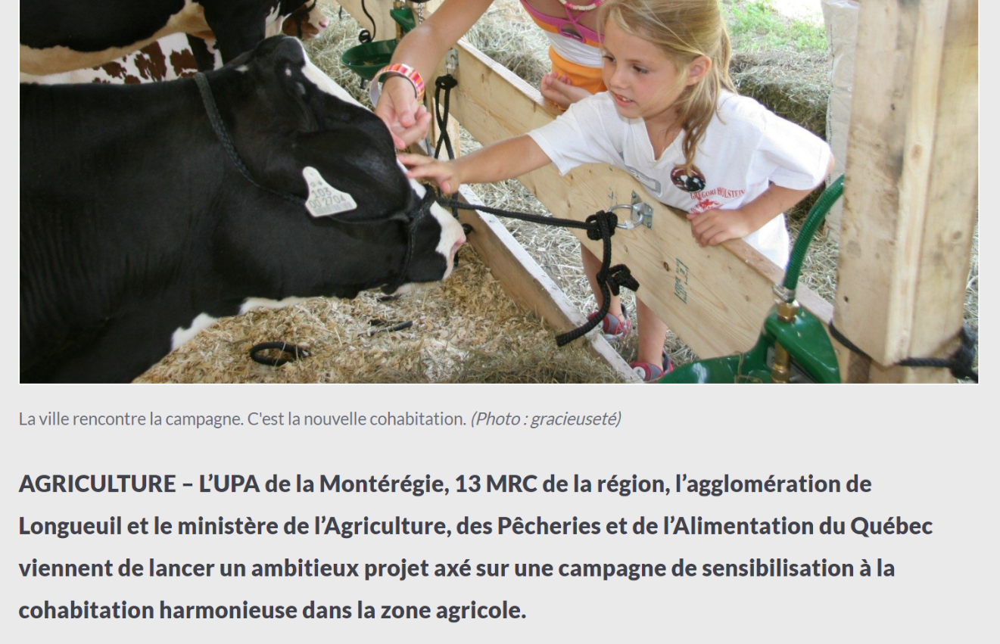 103
00 2704
GREGORI HOLSTEIN
La ville rencontre la campagne. C'est la nouvelle cohabitation. (Photo : gracieuseté)
AGRICULTURE – L’UPA de la Montérégie, 13 MRC de la région, l’agglomération de
Longueuil et le ministère de l’Agriculture, des Pêcheries et de l’Alimentation du Québec
viennent de lancer un ambitieux projet axé sur une campagne de sensibilisation à la
cohabitation harmonieuse dans la zone agricole.